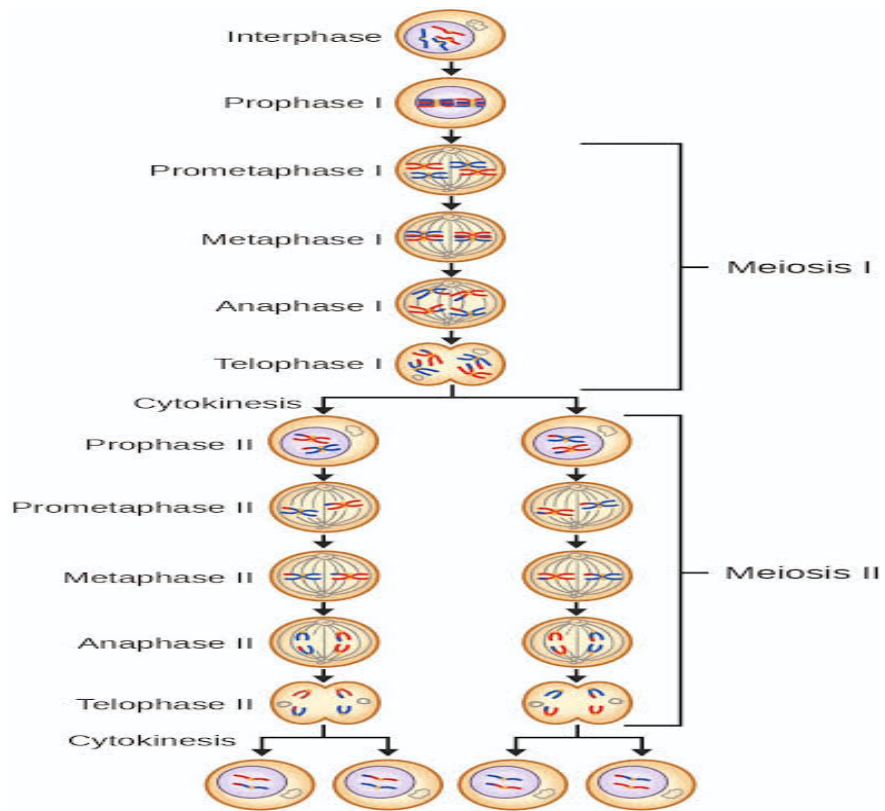 Interphase
Prophase I
Prometaphase I
Metaphase I
Meiosis I
Anaphase I
Telophase I
Cytokinesis
Prophase II
Prometaphase II
Metaphase II
Meiosis II
Anaphase II
Telophase II
Cytokinesis